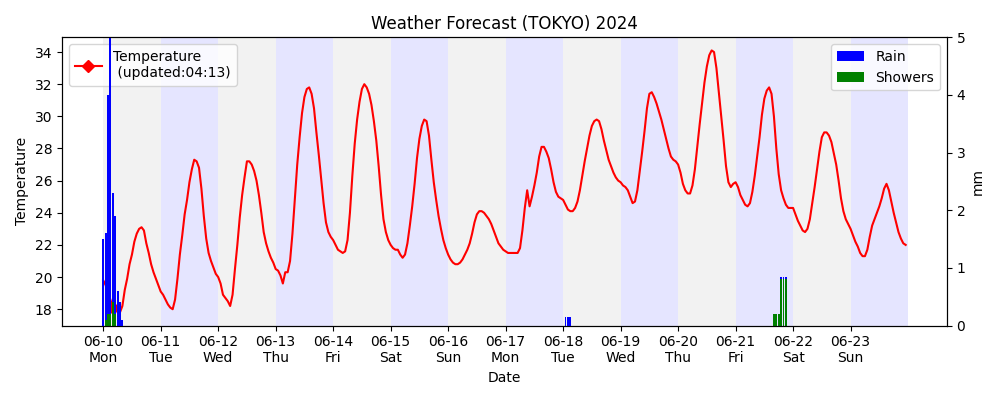 Weather Forecast (TOKYO) 2024
Temperature
(updated:04:13)
Rain
Showers
Temperature
34
32
30
28
26
24
22
20
18
5
4
3
2
1
0
mm
06-10 06-11 06-12 06-13 06-14 06-15 06-16 06-17 06-18 06-19 06-20 06-21 06-22 06-23
Mon Tue Wed Thu Fri Sat Sun Mon Tue Wed Thu Fri Sat Sun
Date